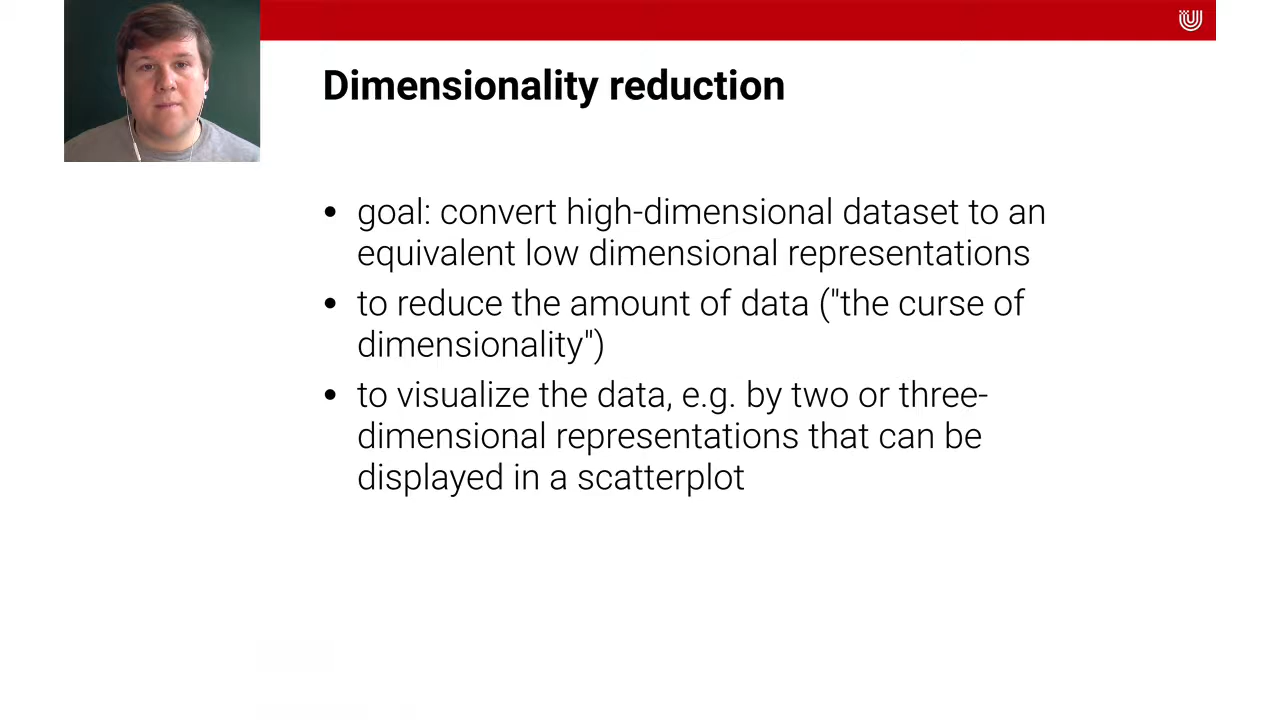 Dimensionality reduction
• goal: convert high-dimensional dataset to an
equivalent low dimensional representations
• to reduce the amount of data ("the curse of
dimensionality")
• to visualize the data, e.g. by two or three-
dimensional representations that can be
displayed in a scatterplot